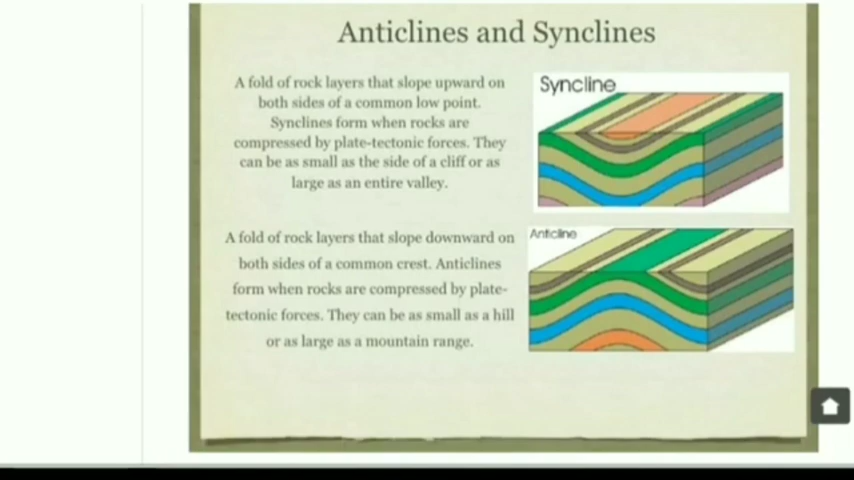 Anticlines and Synclines
A fold of rock layers that slope upward on
both sides of a common low point.
Synclines form when rocks are
compressed by plate-tectonic forces. They
can be as small as the side of a cliff or as
large as an entire valley.
Syncline
A fold of rock layers that slope downward on
both sides of a common crest. Anticlines
form when rocks are compressed by plate-
tectonic forces. They can be as small as a hill
or as large as a mountain range.
Anticline